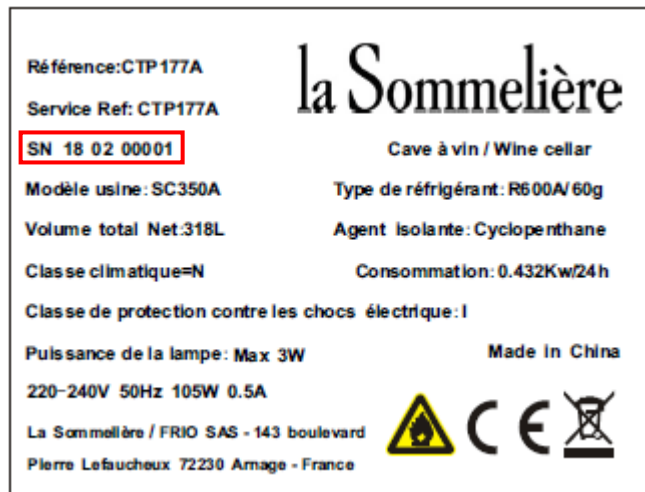 la Sommelière
Référence:CTP177A
Service Ref: CTP177A
SN 18 02 00001
Cave à vin / Wine cellar
Modèle usine: SC350A
Type de réfrigérant: R600A/60g
Volume total Net:318L
Agent isolante: Cyclopenthane
Classe climatique=N
Consommation: 0.432Kw/24h
Classe de protection contre les chocs électrique: I
Puissance de la lampe: Max 3W
Made in China
220-240V 50Hz 105W 0.5A
La Sommelière / FRIO SAS - 143 boulevard
Pierre Lefaucheux 72230 Arnage - France
CE